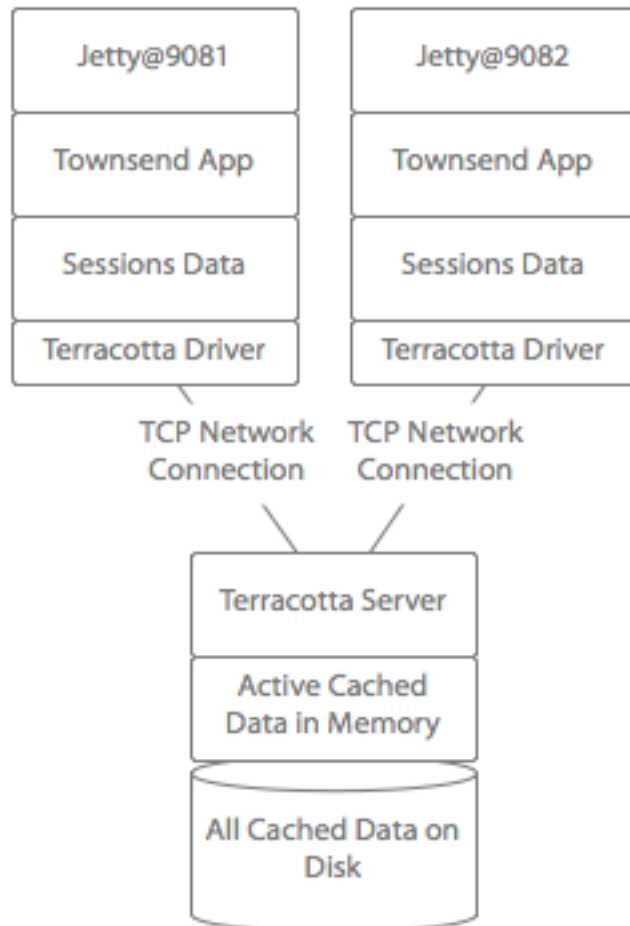 Jetty@9081
Townsend App
Sessions Data
Terracotta Driver
Jetty@9082
Townsend App
Sessions Data
Terracotta Driver
TCP Network
Connection
TCP Network
Connection
Terracotta Server
Active Cached
Data in Memory
All Cached Data on
Disk